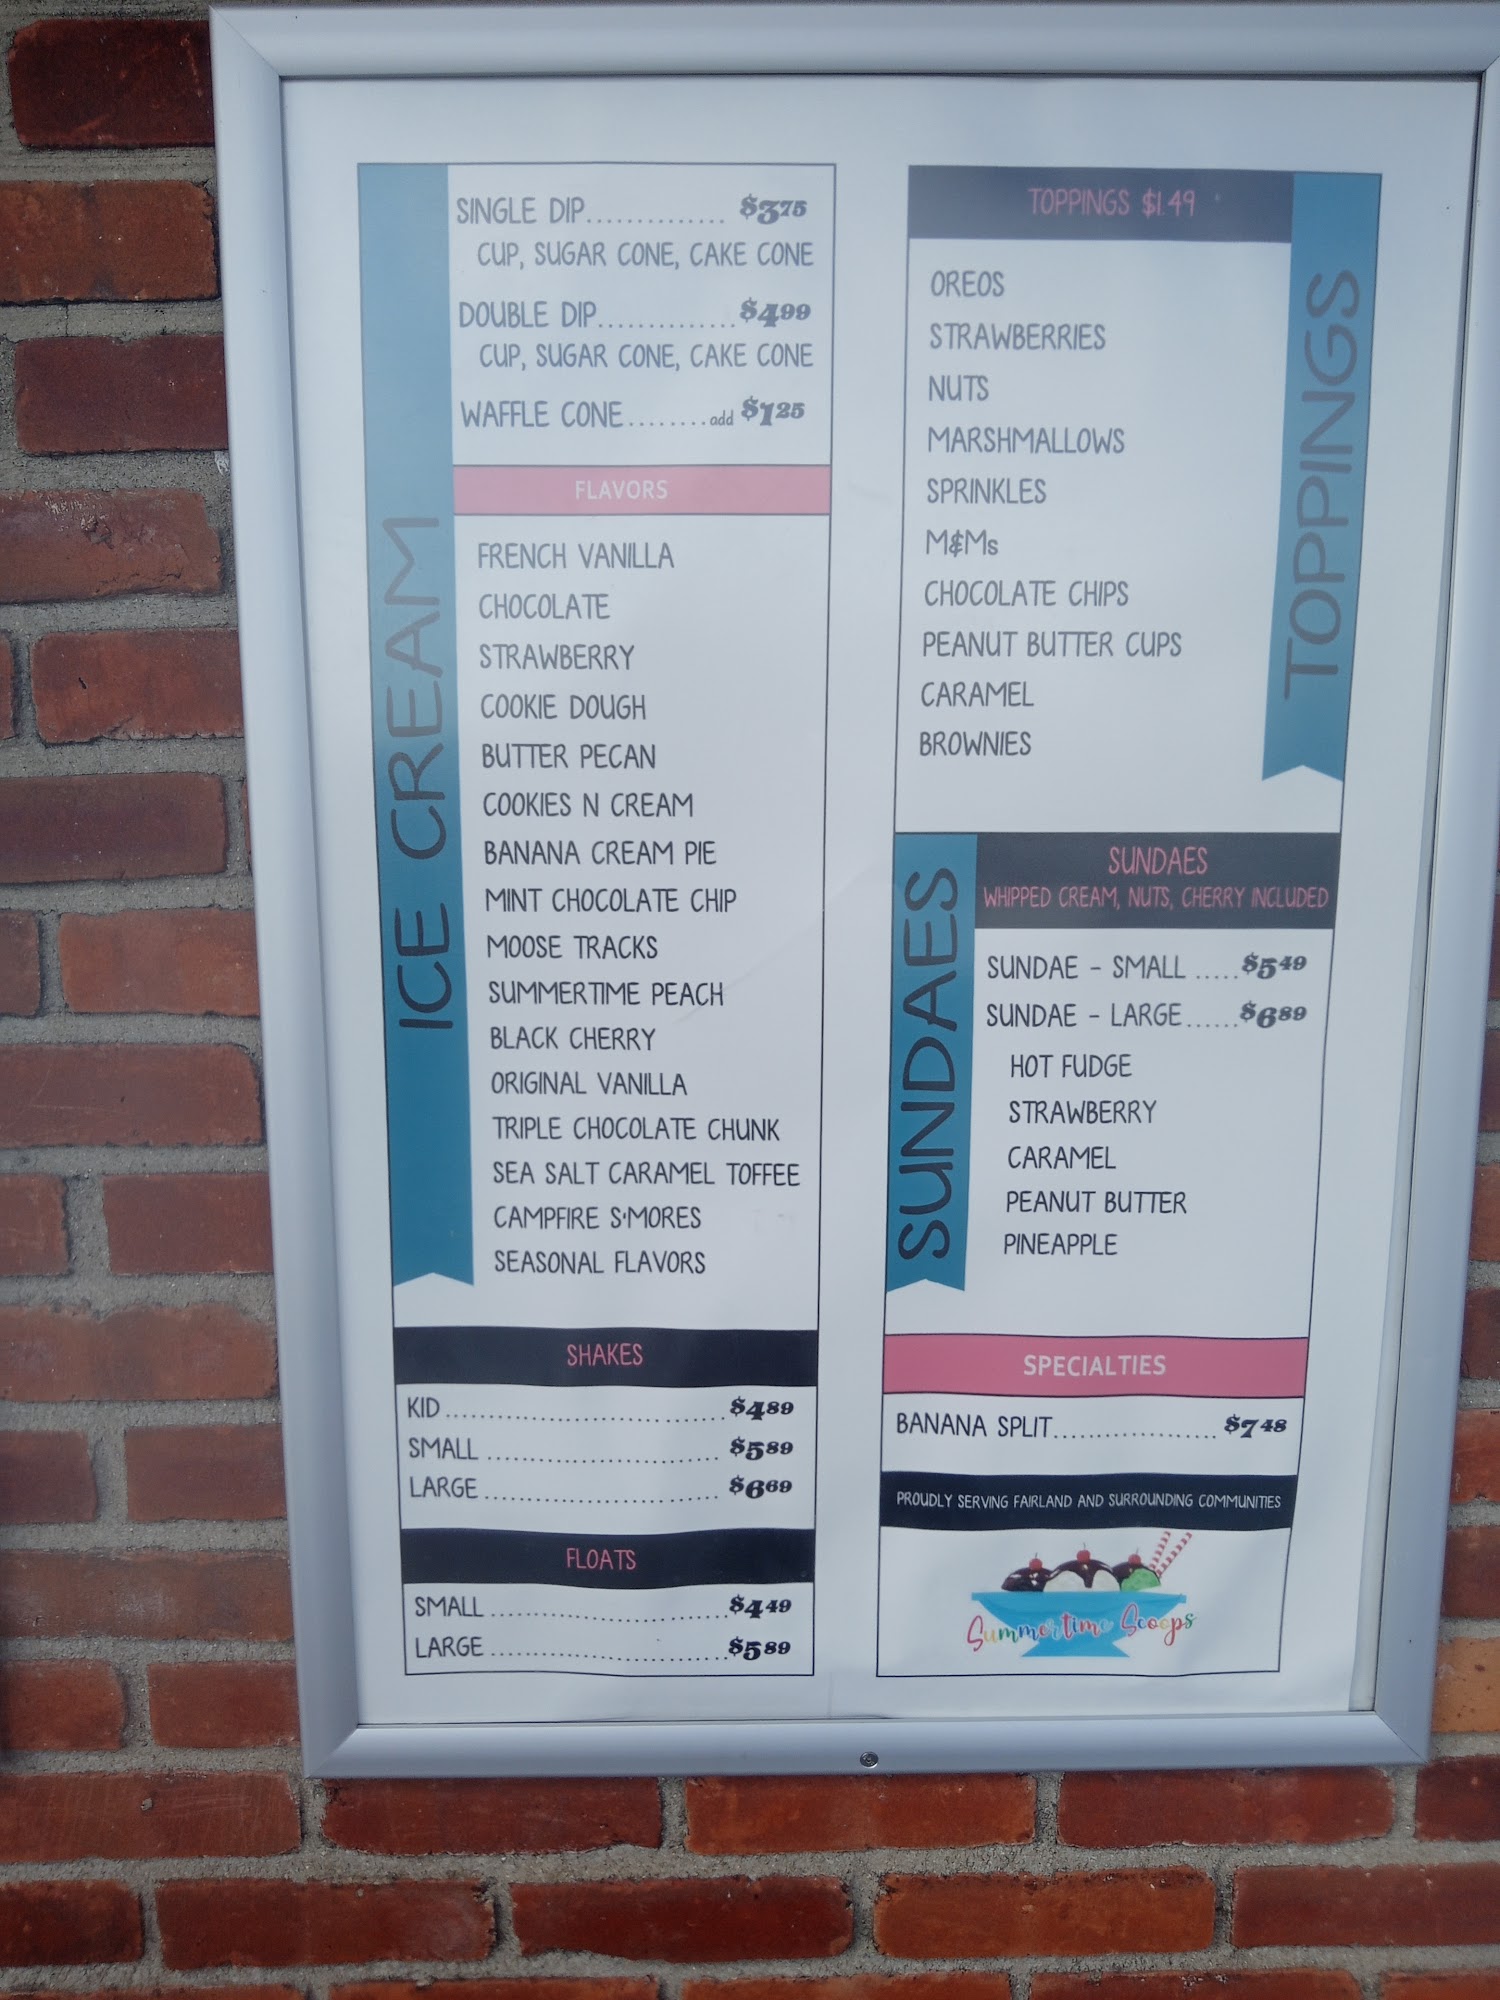 ICE CREAM
SINGLE DIP.............. $3.75
CUP, SUGAR CONE, CAKE CONE
DOUBLE DIP..............$4.99
CUP, SUGAR CONE, CAKE CONE
WAFFLE CONE........add $1.25
FLAVORS
FRENCH VANILLA
CHOCOLATE
STRAWBERRY
COOKIE DOUGH
BUTTER PECAN
COOKIES N CREAM
BANANA CREAM PIE
MINT CHOCOLATE CHIP
MOOSE TRACKS
SUMMERTIME PEACH
BLACK CHERRY
ORIGINAL VANILLA
TRIPLE CHOCOLATE CHUNK
SEA SALT CARAMEL TOFFEE
CAMPFIRE S'MORES
SEASONAL FLAVORS
SHAKES
KID..............................$4.89
SMALL..........................$5.89
LARGE..........................$6.69
FLOATS
SMALL..........................$4.49
LARGE..........................$5.89
TOPPINGS $1.49
TOPPINGS
OREOS
STRAWBERRIES
NUTS
MARSHMALLOWS
SPRINKLES
M&Ms
CHOCOLATE CHIPS
PEANUT BUTTER CUPS
CARAMEL
BROWNIES
SUNDAES
SUNDAES
WHIPPED CREAM, NUTS, CHERRY INCLUDED
SUNDAE - SMALL .....$5.49
SUNDAE - LARGE......$6.89
HOT FUDGE
STRAWBERRY
CARAMEL
PEANUT BUTTER
PINEAPPLE
SPECIALTIES
BANANA SPLIT................... $7.48
PROUDLY SERVING FAIRLAND AND SURROUNDING COMMUNITIES
Summertime Scoops